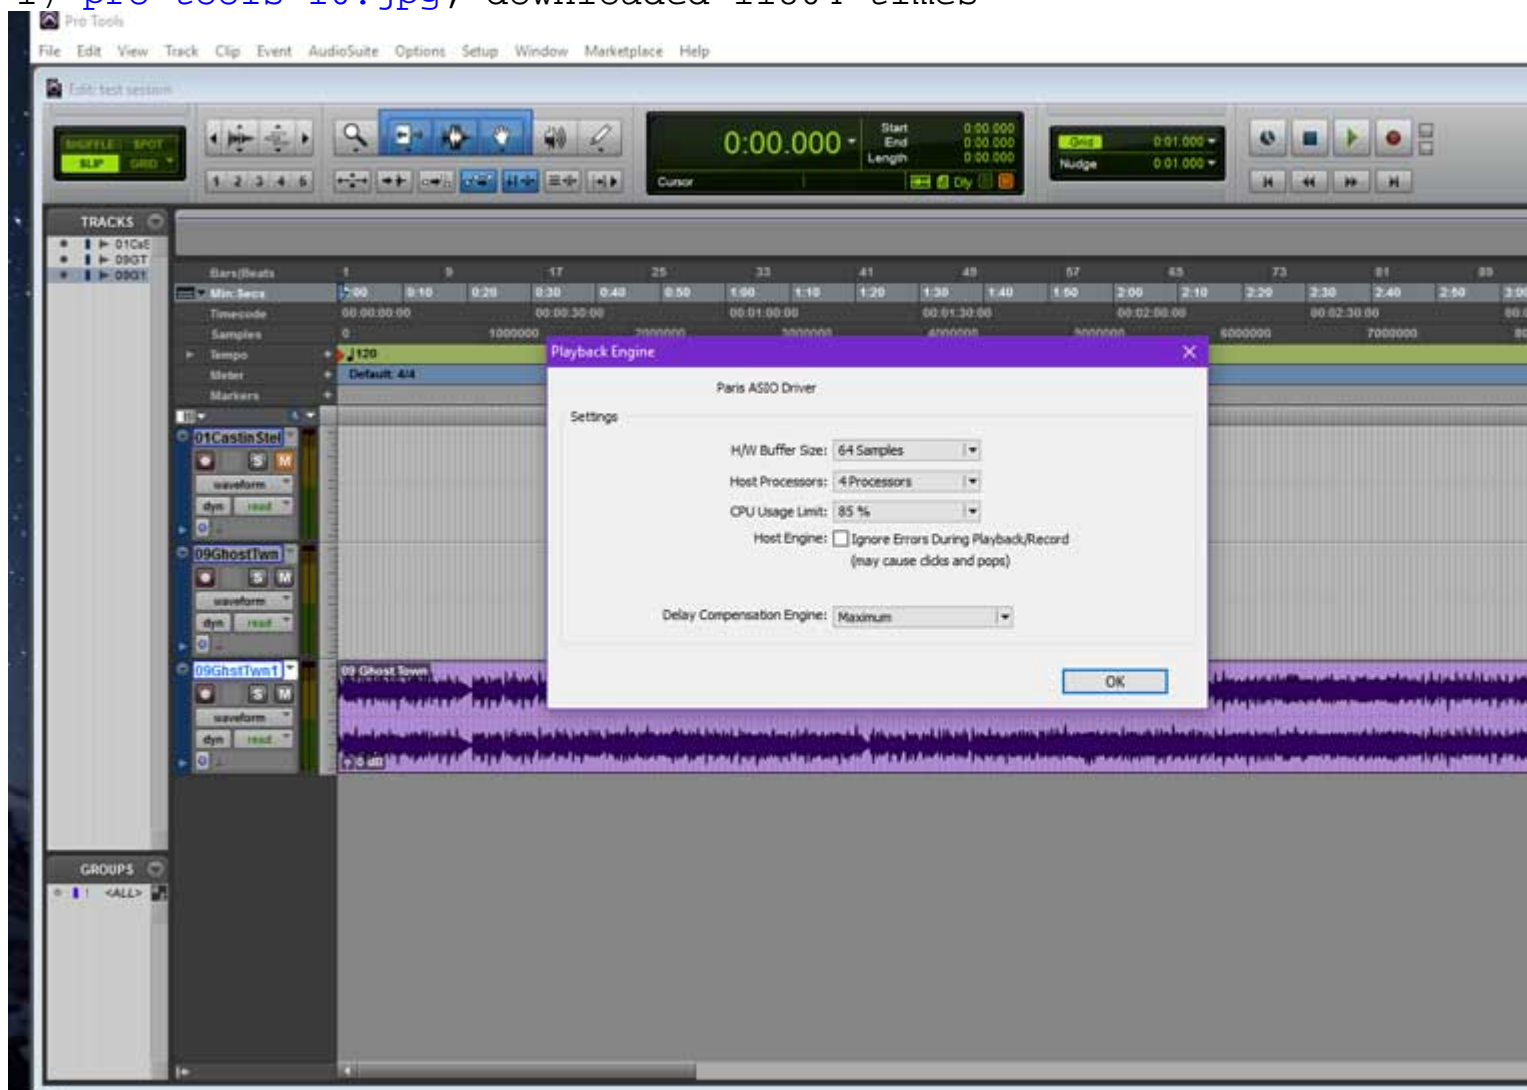 Pro Tools
File Edit View Track Clip Event AudioSuite Options Setup Window Marketplace Help
Edit: test session
SHUFFLE SPOT
SLIP GRID
1 2 3 4 5
0:00.000
Start 0:00.000
End 0:00.000
Length 0:00.000
Cursor
Dly
Grid 0:01.000
Nudge 0:01.000
TRACKS
09GT
Bars|Beats 1 9 17 25 33 41 49 57 65 73 81 89
Min:Secs 0:00 0:10 0:20 0:30 0:40 0:50 1:00 1:10 1:20 1:30 1:40 1:50 2:00 2:10 2:20 2:30 2:40 2:50
Timecode 00:00:00:00 00:00:30:00 00:01:00:00 00:01:30:00 00:02:00:00 00:02:30:00
Samples 0 1000000 2000000 3000000 4000000 5000000 6000000 7000000
Tempo 120
Meter Default: 4/4
Markers
Playback Engine
Paris ASIO Driver
Settings
H/W Buffer Size: 64 Samples
Host Processors: 4 Processors
CPU Usage Limit: 85 %
Host Engine: Ignore Errors During Playback/Record
(may cause clicks and pops)
Delay Compensation Engine: Maximum
OK
01CastinStel
S M
waveform
dyn read
09GhostTwn
S M
waveform
dyn read
09GhstTwn1
S M
waveform
dyn read
09 Ghost Town
0 dB
GROUPS
! <ALL>